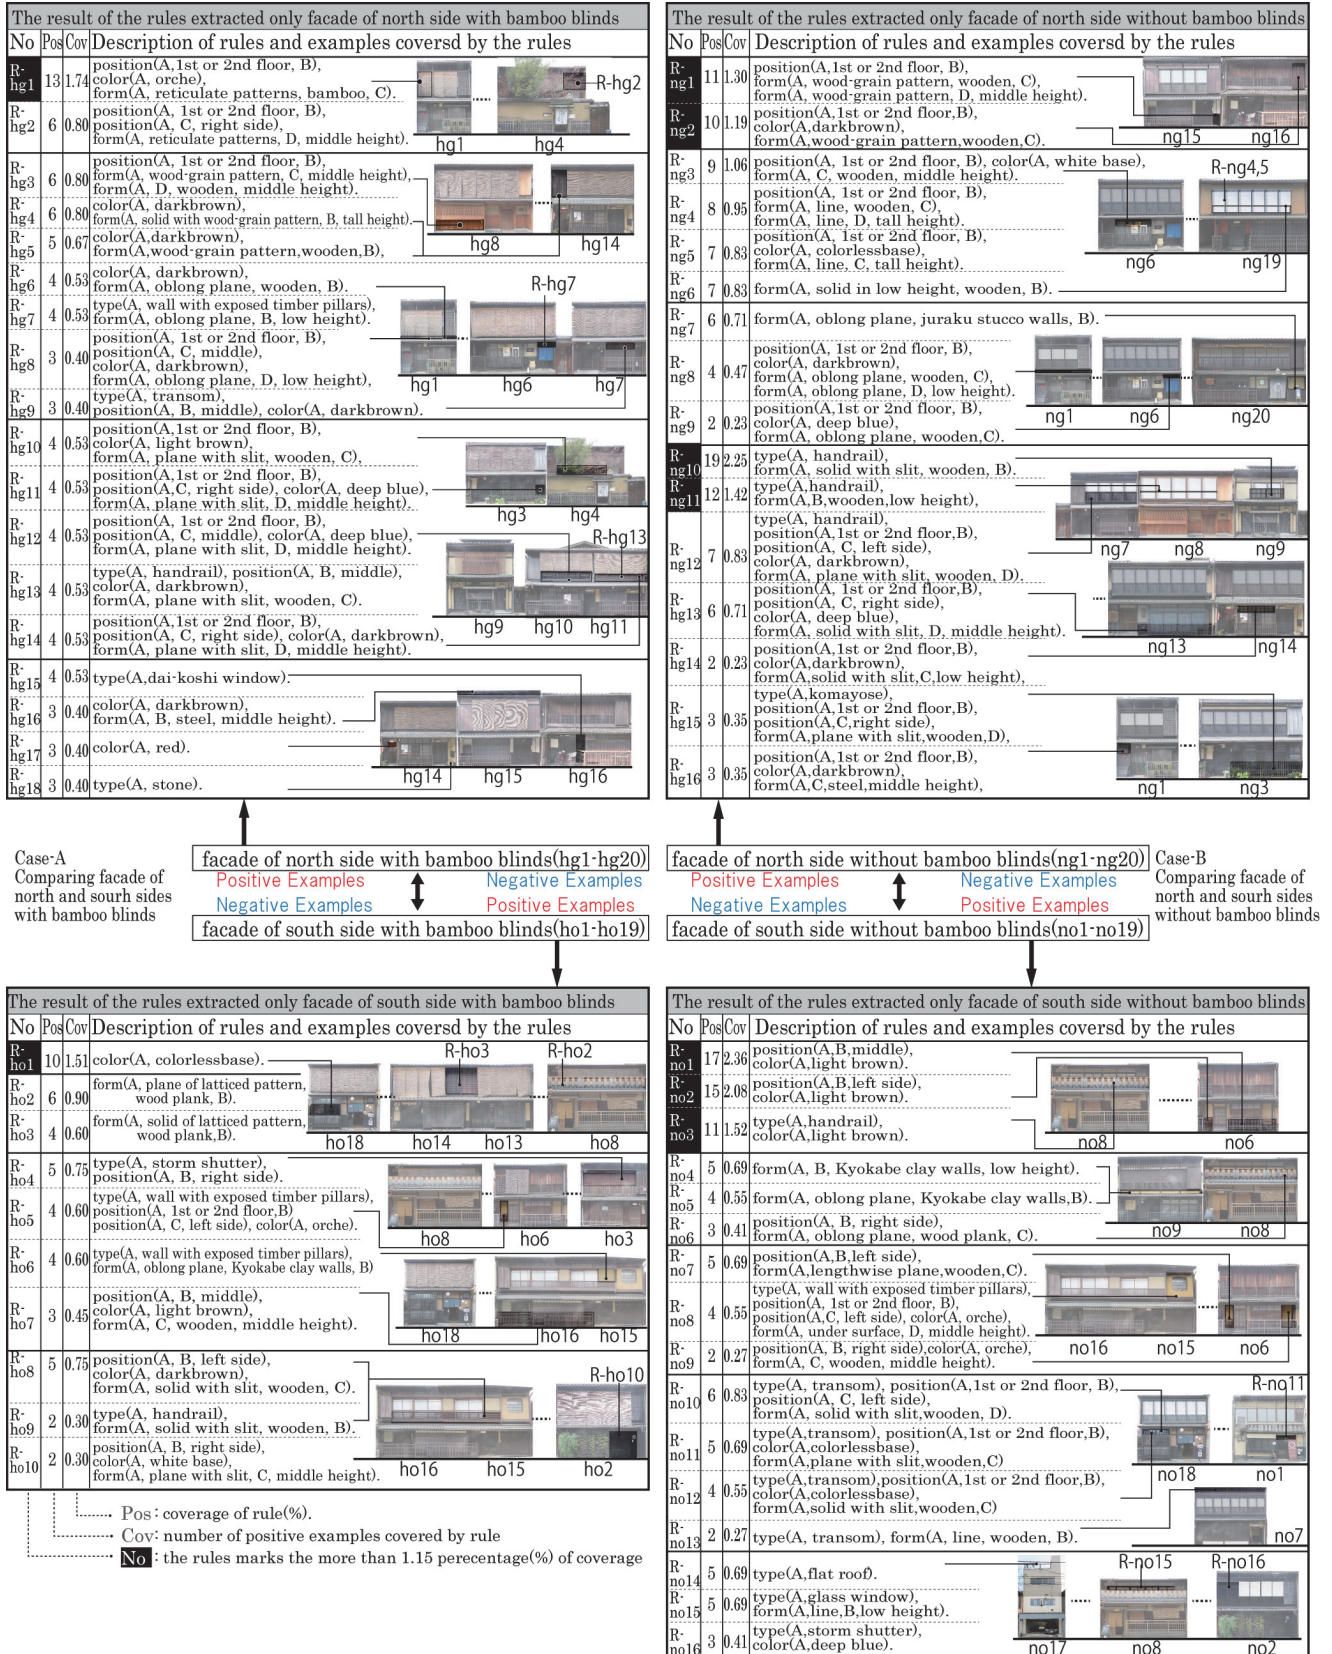 The result of the rules extracted only facade of north side with bamboo blinds
No Pos Cov Description of rules and examples coversd by the rules
R-hg1 13 1.74 position(A,1st or 2nd floor, B),
color(A, orche),
form(A, reticulate patterns, bamboo, C).
R-hg2 6 0.80 position(A, 1st or 2nd floor, B),
position(A, C, right side),
form(A, reticulate patterns, D, middle height).
R-hg2
hg1 hg4
R-hg3 6 0.80 position(A, 1st or 2nd floor, B),
form(A, wood-grain pattern, C, middle height),
form(A, D, wooden, middle height).
R-hg4 6 0.80 color(A, darkbrown),
form(A, solid with wood-grain pattern, B, tall height).
R-hg5 5 0.67 color(A,darkbrown),
form(A,wood-grain pattern,wooden,B),
hg8 hg14
R-hg6 4 0.53 color(A, darkbrown),
form(A, oblong plane, wooden, B).
R-hg7 4 0.53 type(A, wall with exposed timber pillars),
form(A, oblong plane, B, low height).
R-hg8 3 0.40 position(A, 1st or 2nd floor, B),
position(A, C, middle),
color(A, darkbrown),
form(A, oblong plane, D, low height),
R-hg9 3 0.40 type(A, transom),
position(A, B, middle), color(A, darkbrown).
R-hg7
hg1 hg6 hg7
R-hg10 4 0.53 position(A,1st or 2nd floor, B),
color(A, light brown),
form(A, plane with slit, wooden, C),
R-hg11 4 0.53 position(A,1st or 2nd floor, B),
position(A,C, right side), color(A, deep blue),
form(A, plane with slit, D, middle height).
hg3 hg4
R-hg12 4 0.53 position(A, 1st or 2nd floor, B),
position(A, C, middle), color(A, deep blue),
form(A, plane with slit, D, middle height).
R-hg13 4 0.53 type(A, handrail), position(A, B, middle),
color(A, darkbrown),
form(A, plane with slit, wooden, C).
R-hg14 4 0.53 position(A,1st or 2nd floor, B),
position(A, C, right side), color(A, darkbrown),
form(A, plane with slit, D, middle height).
R-hg13
hg9 hg10 hg11
R-hg15 4 0.53 type(A,dai-koshi window).
R-hg16 3 0.40 color(A, darkbrown),
form(A, B, steel, middle height).
R-hg17 3 0.40 color(A, red).
R-hg18 3 0.40 type(A, stone).
hg14 hg15 hg16
The result of the rules extracted only facade of north side without bamboo blinds
No Pos Cov Description of rules and examples coversd by the rules
R-ng1 11 1.30 position(A,1st or 2nd floor, B),
form(A, wood-grain pattern, wooden, C),
form(A, wood-grain pattern, D, middle height).
R-ng2 10 1.19 position(A,1st or 2nd floor,B),
color(A,darkbrown),
form(A,wood-grain pattern,wooden,C).
ng15 ng16
R-ng3 9 1.06 position(A, 1st or 2nd floor, B), color(A, white base),
form(A, C, wooden, middle height).
R-ng4 8 0.95 position(A, 1st or 2nd floor, B),
form(A, line, wooden, C),
form(A, line, D, tall height).
R-ng5 7 0.83 position(A, 1st or 2nd floor, B),
color(A, colorlessbase),
form(A, line, C, tall height).
R-ng6 7 0.83 form(A, solid in low height, wooden, B).
R-ng4,5
ng6 ng19
R-ng7 6 0.71 form(A, oblong plane, juraku stucco walls, B).
R-ng8 4 0.47 position(A, 1st or 2nd floor, B),
color(A, darkbrown),
form(A, oblong plane, wooden, C),
form(A, oblong plane, D, low height).
R-ng9 2 0.23 position(A,1st or 2nd floor, B),
color(A, deep blue),
form(A, oblong plane, wooden,C).
ng1 ng6 ng20
R-ng10 19 2.25 type(A, handrail),
form(A, solid with slit, wooden, B).
R-ng11 12 1.42 type(A,handrail),
form(A,B,wooden,low height),
R-ng12 7 0.83 type(A, handrail),
position(A,1st or 2nd floor,B),
position(A, C, left side),
color(A, darkbrown),
form(A, plane with slit, wooden, D).
ng7 ng8 ng9
R-hg13 6 0.71 position(A, 1st or 2nd floor,B),
position(A, C, right side),
color(A, deep blue),
form(A, solid with slit, D, middle height).
R-hg14 2 0.23 position(A,1st or 2nd floor,B),
color(A,darkbrown),
form(A,solid with slit,C,low height),
ng13 ng14
R-hg15 3 0.35 type(A,komayose),
position(A,1st or 2nd floor,B),
position(A,C,right side),
form(A,plane with slit,wooden,D),
R-hg16 3 0.35 position(A,1st or 2nd floor,B),
color(A,darkbrown),
form(A,C,steel,middle height),
ng1 ng3
Case-A
Comparing facade of
north and sourh sides
with bamboo blinds
facade of north side with bamboo blinds(hg1-hg20)
Positive Examples Negative Examples
Negative Examples Positive Examples
facade of south side with bamboo blinds(ho1-ho19)
facade of north side without bamboo blinds(ng1-ng20)
Positive Examples Negative Examples
Negative Examples Positive Examples
facade of south side without bamboo blinds(no1-no19)
Case-B
Comparing facade of
north and sourh sides
without bamboo blinds
The result of the rules extracted only facade of south side with bamboo blinds
No Pos Cov Description of rules and examples coversd by the rules
R-ho1 10 1.51 color(A, colorlessbase).
R-ho2 6 0.90 form(A, plane of latticed pattern,
wood plank, B).
R-ho3 4 0.60 form(A, solid of latticed pattern,
wood plank,B).
R-ho3 R-ho2
ho18 ho14 ho13 ho8
R-ho4 5 0.75 type(A, storm shutter),
position(A, B, right side).
R-ho5 4 0.60 type(A, wall with exposed timber pillars),
position(A, 1st or 2nd floor,B)
position(A, C, left side), color(A, orche).
ho8 ho6 ho3
R-ho6 4 0.60 type(A, wall with exposed timber pillars),
form(A, oblong plane, Kyokabe clay walls, B)
R-ho7 3 0.45 position(A, B, middle),
color(A, light brown),
form(A, C, wooden, middle height).
ho18 ho16 ho15
R-ho8 5 0.75 position(A, B, left side),
color(A, darkbrown),
form(A, solid with slit, wooden, C).
R-ho9 2 0.30 type(A, handrail),
form(A, solid with slit, wooden, B).
R-ho10 2 0.30 position(A, B, right side),
color(A, white base),
form(A, plane with slit, C, middle height).
R-ho10
ho16 ho15 ho2
Pos: coverage of rule(%).
Cov: number of positive examples covered by rule
No : the rules marks the more than 1.15 perecentage(%) of coverage
The result of the rules extracted only facade of south side without bamboo blinds
No Pos Cov Description of rules and examples coversd by the rules
R-no1 17 2.36 position(A,B,middle),
color(A,light brown).
R-no2 15 2.08 position(A,B,left side),
color(A,light brown).
R-no3 11 1.52 type(A,handrail),
color(A,light brown).
no8 no6
R-no4 5 0.69 form(A, B, Kyokabe clay walls, low height).
R-no5 4 0.55 form(A, oblong plane, Kyokabe clay walls,B).
R-no6 3 0.41 position(A, B, right side),
form(A, oblong plane, wood plank, C).
no9 no8
R-no7 5 0.69 position(A,B,left side),
form(A,lengthwise plane,wooden,C).
R-no8 4 0.55 type(A, wall with exposed timber pillars),
position(A, 1st or 2nd floor, B),
position(A,C, left side), color(A, orche),
form(A, under surface, D, middle height).
R-no9 2 0.27 position(A, B, right side),color(A, orche),
form(A, C, wooden, middle height).
no16 no15 no6
R-no10 6 0.83 type(A, transom), position(A,1st or 2nd floor, B),
position(A, C, left side),
form(A, solid with slit,wooden, D).
R-no11 5 0.69 type(A,transom), position(A,1st or 2nd floor,B),
color(A,colorlessbase),
form(A,plane with slit,wooden,C)
R-no12 4 0.55 type(A,transom),position(A,1st or 2nd floor,B),
color(A,colorlessbase),
form(A,solid with slit,wooden,C)
R-no13 2 0.27 type(A, transom), form(A, line, wooden, B).
R-no11
no18 no1
no7
R-no14 5 0.69 type(A,flat roof).
R-no15 5 0.69 type(A,glass window),
form(A,line,B,low height).
R-no16 3 0.41 type(A,storm shutter),
color(A,deep blue).
R-no15 R-no16
no17 no8 no2